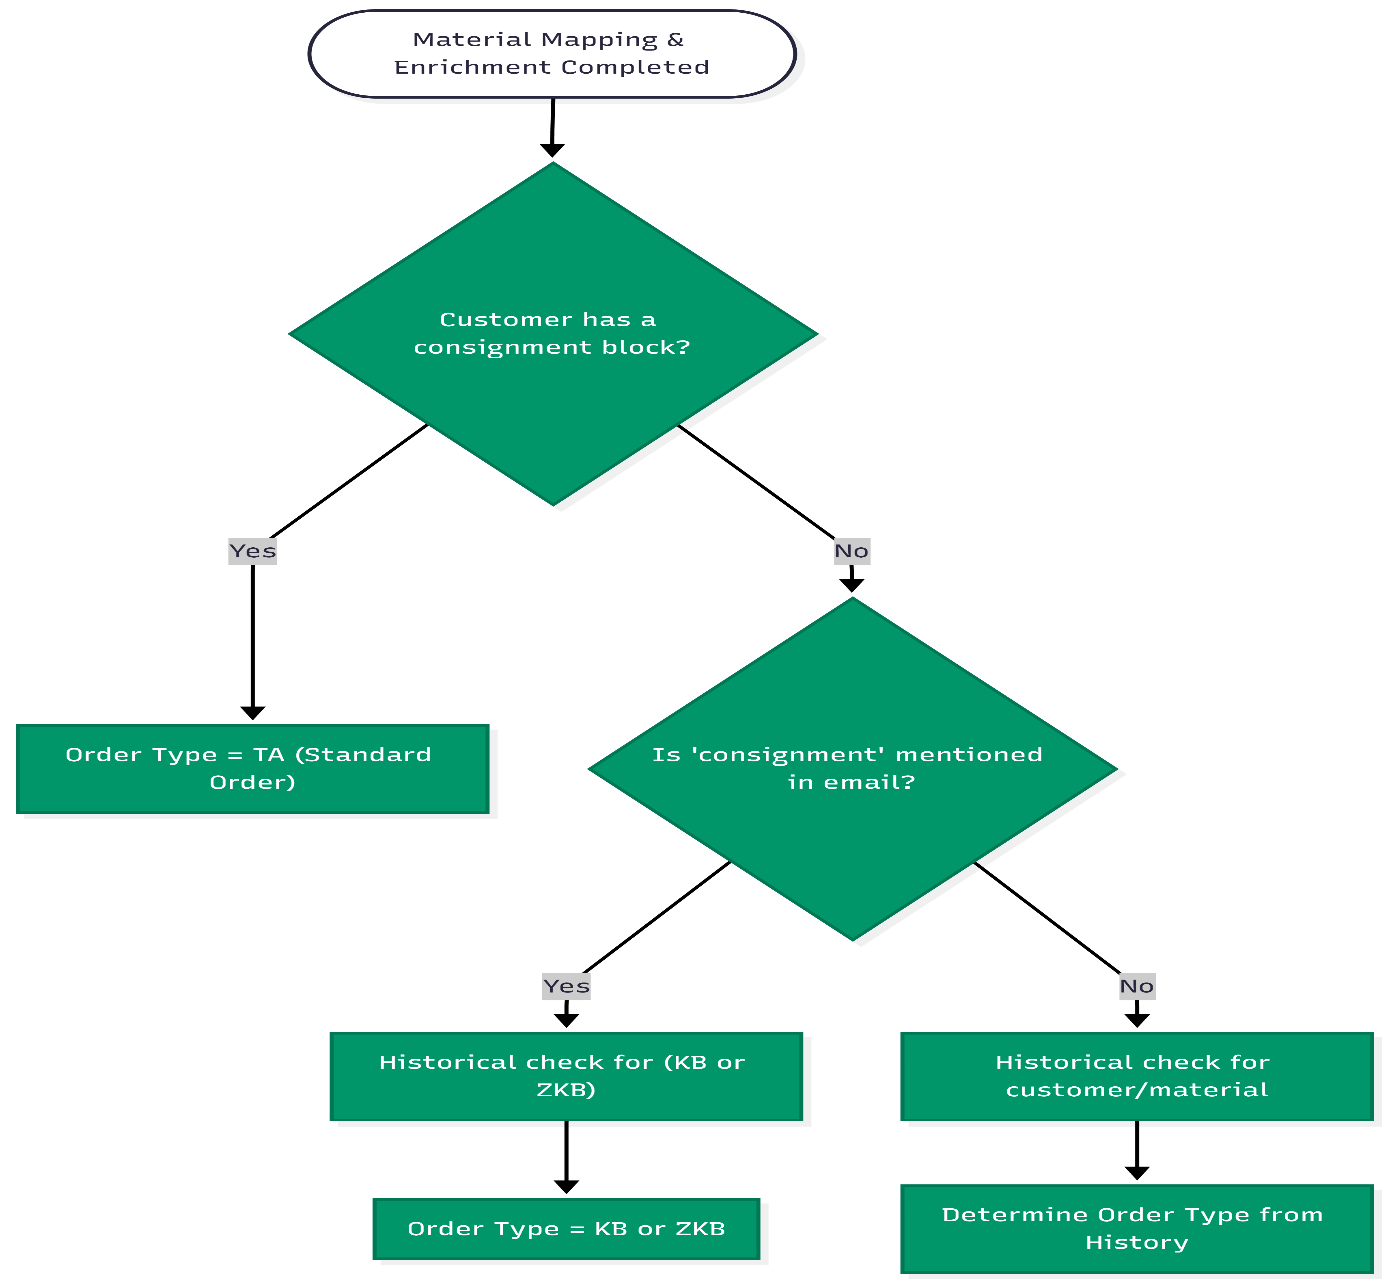 Material Mapping &
Enrichment Completed
Customer has a
consignment block?
Yes
No
Order Type = TA (Standard
Order)
Is 'consignment' mentioned
in email?
Yes
No
Historical check for (KB or
ZKB)
Historical check for
customer/material
Order Type = KB or ZKB
Determine Order Type from
History